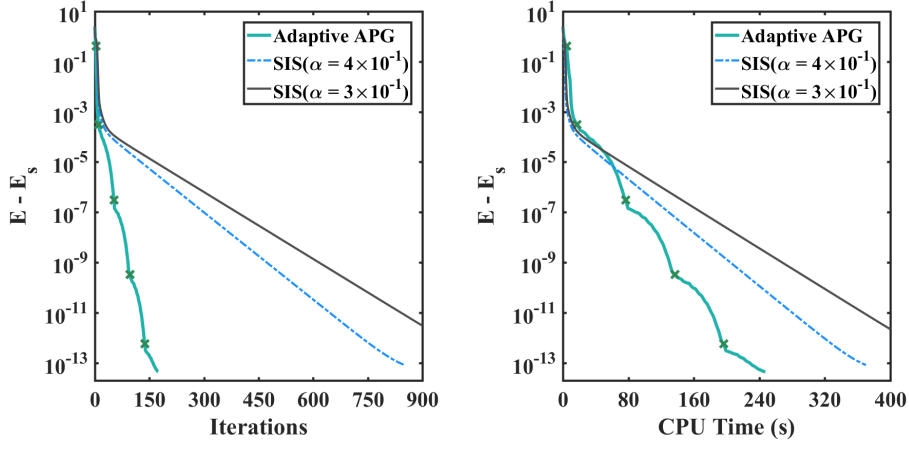 10^1
10^-1
10^-3
10^-5
10^-7
10^-9
10^-11
10^-13
E - E_s
0 150 300 450 600 750 900
Iterations
Adaptive APG
SIS(α = 4×10^-1)
SIS(α = 3×10^-1)
10^1
10^-1
10^-3
10^-5
10^-7
10^-9
10^-11
10^-13
E - E_s
0 80 160 240 320 400
CPU Time (s)
Adaptive APG
SIS(α = 4×10^-1)
SIS(α = 3×10^-1)